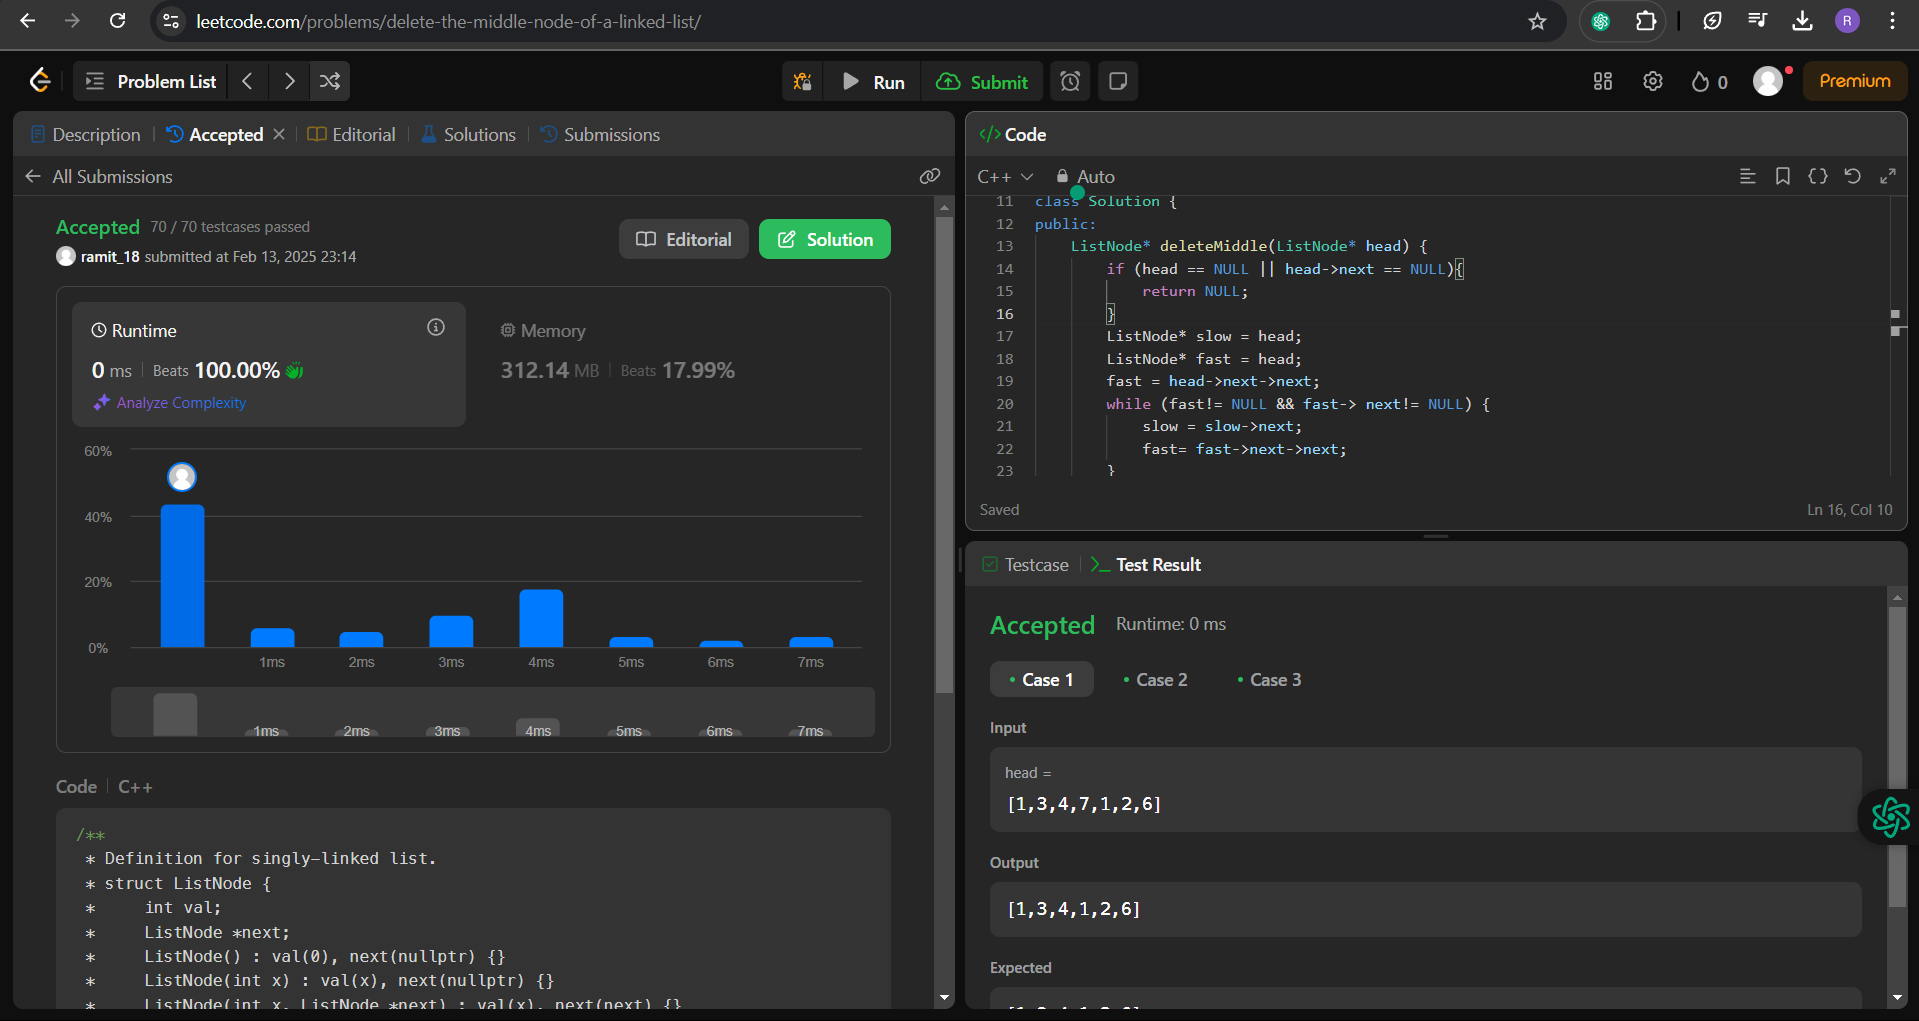 leetcode.com/problems/delete-the-middle-node-of-a-linked-list/
R
Problem List
Run
Submit
0
Premium
Description
Accepted
Editorial
Solutions
Submissions
All Submissions
Accepted 70 / 70 testcases passed
ramit_18 submitted at Feb 13, 2025 23:14
Editorial
Solution
Runtime
0 ms Beats 100.00%
Analyze Complexity
Memory
312.14 MB Beats 17.99%
60%
40%
20%
0%
1ms 2ms 3ms 4ms 5ms 6ms 7ms
1ms 2ms 3ms 4ms 5ms 6ms 7ms
Code C++
/**
* Definition for singly-linked list.
* struct ListNode {
*     int val;
*     ListNode *next;
*     ListNode() : val(0), next(nullptr) {}
*     ListNode(int x) : val(x), next(nullptr) {}
*     ListNode(int x, ListNode *next) : val(x), next(next) {}
</> Code
C++ Auto
11 class Solution {
12 public:
13     ListNode* deleteMiddle(ListNode* head) {
14         if (head == NULL || head->next == NULL){
15             return NULL;
16         }
17         ListNode* slow = head;
18         ListNode* fast = head;
19         fast = head->next->next;
20         while (fast!= NULL && fast-> next!= NULL) {
21             slow = slow->next;
22             fast= fast->next->next;
23         }
Saved
Ln 16, Col 10
Testcase
Test Result
Accepted Runtime: 0 ms
Case 1
Case 2
Case 3
Input
head =
[1,3,4,7,1,2,6]
Output
[1,3,4,1,2,6]
Expected
[1,3,4,1,2,6]